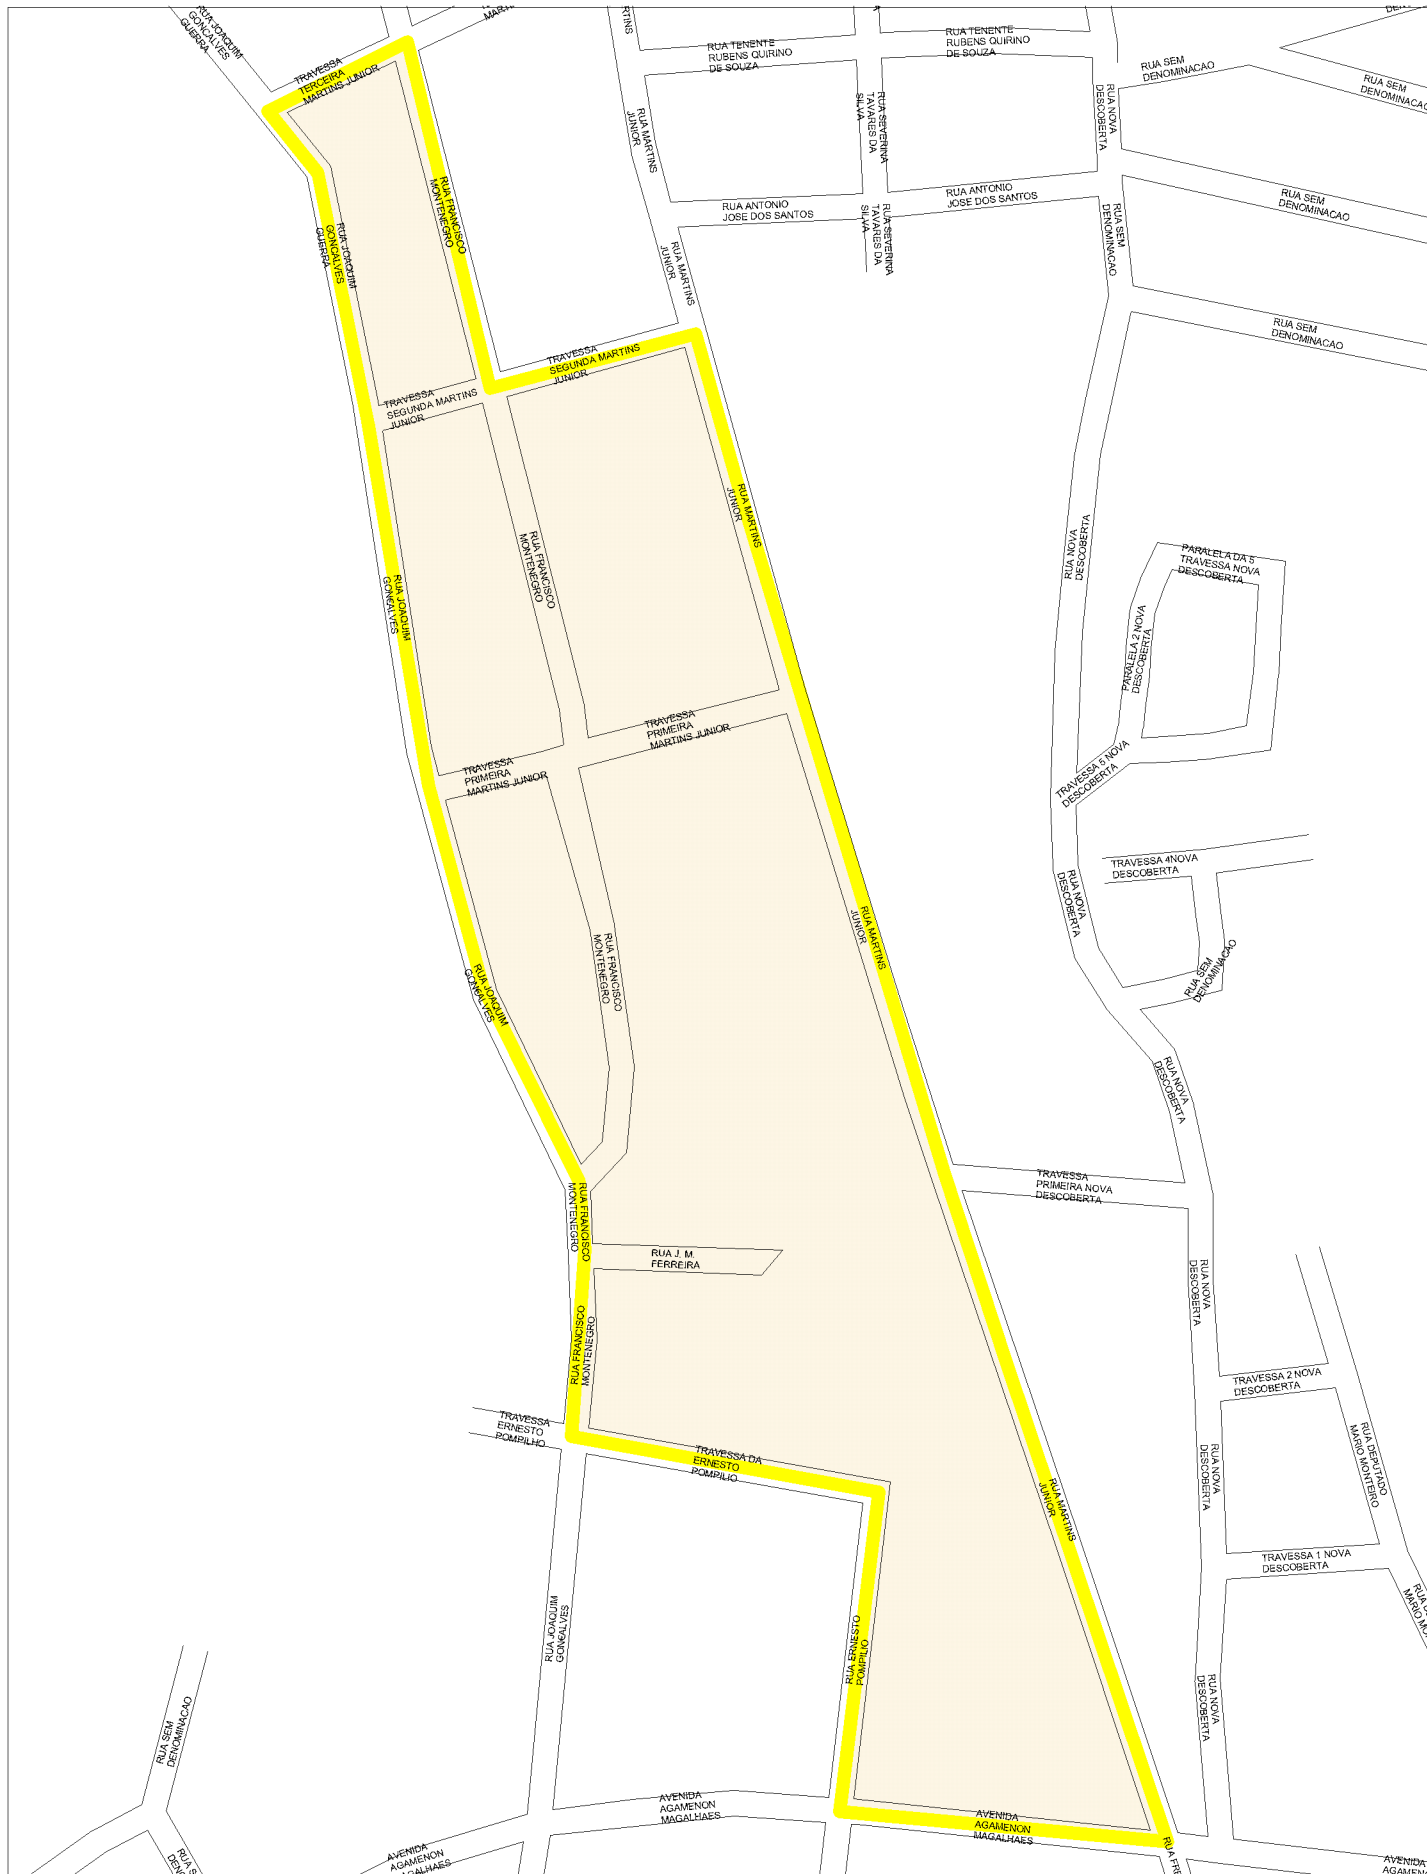 RUA JOAQUIM
GONCALVES
GUERRA
TRAVESSA
TERCEIRA
MARTINS JUNIOR
RUA TENENTE
RUBENS QUIRINO
DE SOUZA
RUA TENENTE
RUBENS QUIRINO
DE SOUZA
RUA SEM
DENOMINACAO
RUA SEM
RUA MARTINS
JUNIOR
RUA SEVERINA
TAVARES DA
SILVA
RUA NOVA
DESCOBERTA
RUA FRANCISCO
MONTENEGRO
RUA ANTONIO
JOSE DOS SANTOS
RUA ANTONIO
JOSE DOS SANTOS
RUA SEM
DENOMINACAO
RUA SEVERINA
TAVARES DA
SILVA
RUA SEM
DENOMINACAO
RUA JOAQUIM
GONCALVES
GUERRA
RUA MARTINS
JUNIOR
RUA SEM
DENOMINACAO
TRAVESSA
SEGUNDA MARTINS
JUNIOR
TRAVESSA
SEGUNDA MARTINS
JUNIOR
RUA MARTINS
JUNIOR
RUA FRANCISCO
MONTENEGRO
RUA NOVA
DESCOBERTA
PARALELA DA 5
TRAVESSA NOVA
DESCOBERTA
RUA JOAQUIM
GONÇALVES
PARALELA 2 NOVA
DESCOBERTA
TRAVESSA
PRIMEIRA
MARTINS JUNIOR
TRAVESSA
PRIMEIRA
MARTINS JUNIOR
TRAVESSA 5 NOVA
DESCOBERTA
TRAVESSA 4NOVA
DESCOBERTA
RUA NOVA
DESCOBERTA
RUA MARTINS
JUNIOR
RUA FRANCISCO
MONTENEGRO
RUA SEM
DENOMINACAO
RUA JOAQUIM
GONÇALVES
RUA NOVA
DESCOBERTA
TRAVESSA
PRIMEIRA NOVA
DESCOBERTA
RUA FRANCISCO
MONTENEGRO
RUA J. M.
FERREIRA
RUA NOVA
DESCOBERTA
RUA FRANCISCO
MONTENEGRO
TRAVESSA 2 NOVA
DESCOBERTA
TRAVESSA
ERNESTO
POMPILHO
TRAVESSA DA
ERNESTO
POMPILIO
RUA NOVA
DESCOBERTA
RUA DEPUTADO
MARIO MONTEIRO
RUA MARTINS
JUNIOR
TRAVESSA 1 NOVA
DESCOBERTA
RUA JOAQUIM
GONÇALVES
RUA ERNESTO
POMPILIO
RUA NOVA
DESCOBERTA
RUA SEM
DENOMINACAO
AVENIDA
AGAMENON
MAGALHAES
AVENIDA
AGAMENON
MAGALHAES
AVENIDA
AGAMENON
AVENIDA